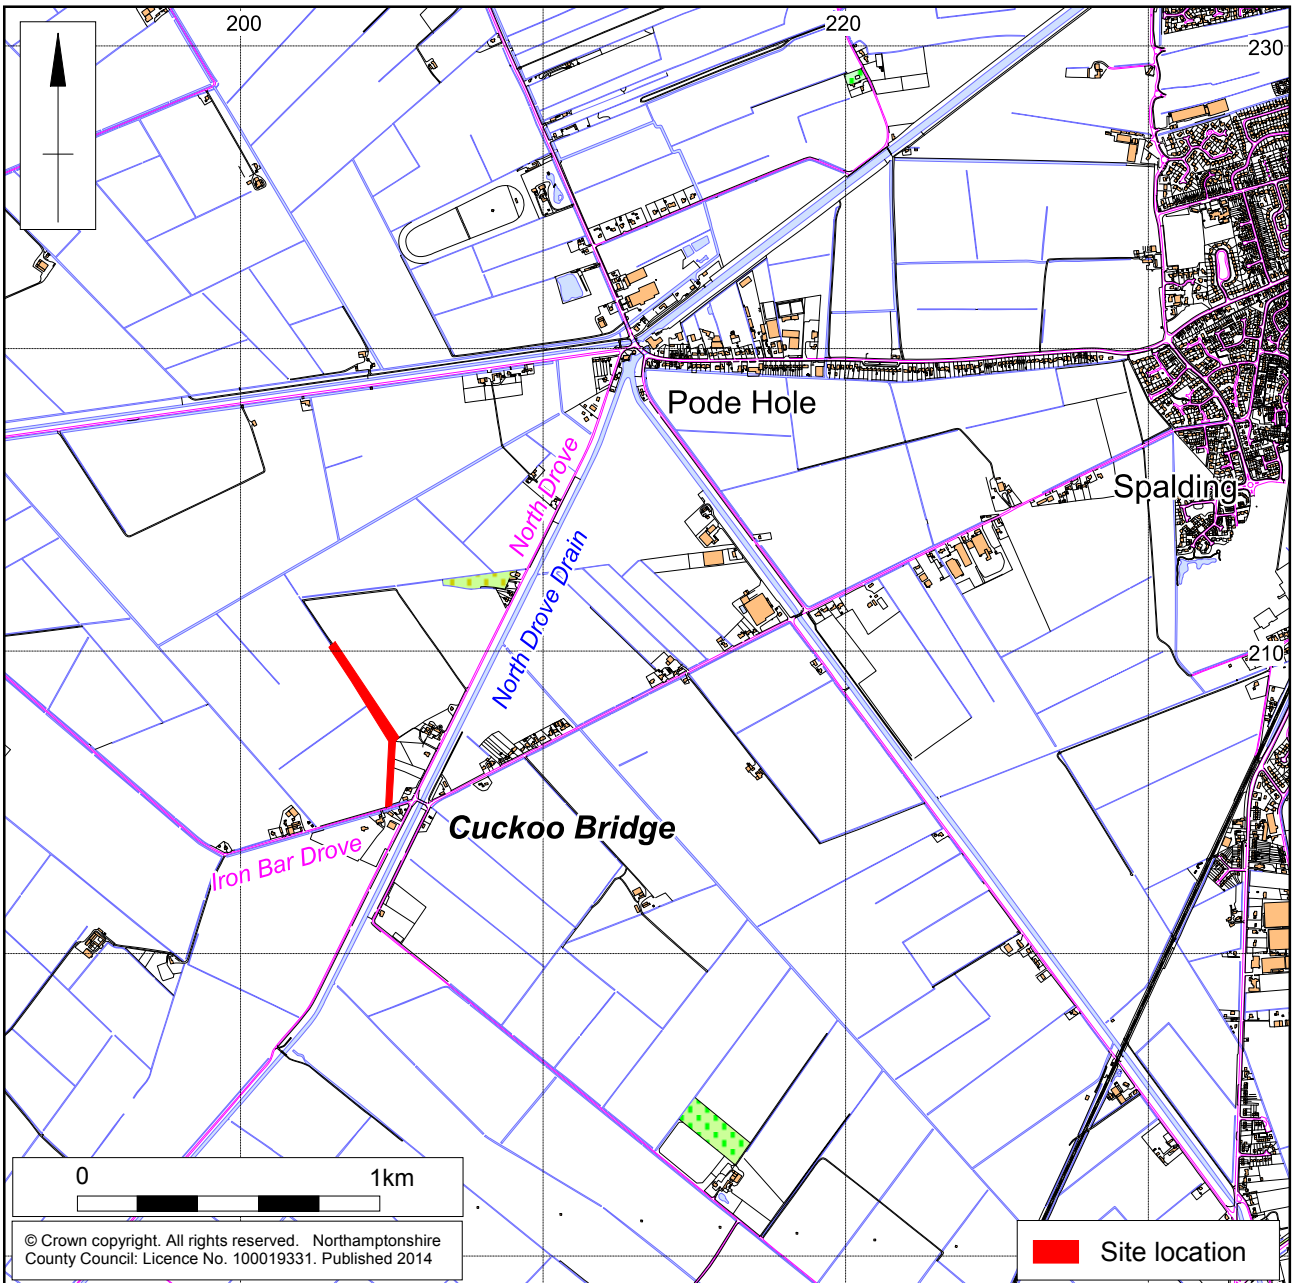 200
220
230
Pode Hole
North Drove
Spalding
North Drove Drain
210
Cuckoo Bridge
Iron Bar Drove
0
1km
© Crown copyright. All rights reserved. Northamptonshire
County Council: Licence No. 100019331. Published 2014
Site location